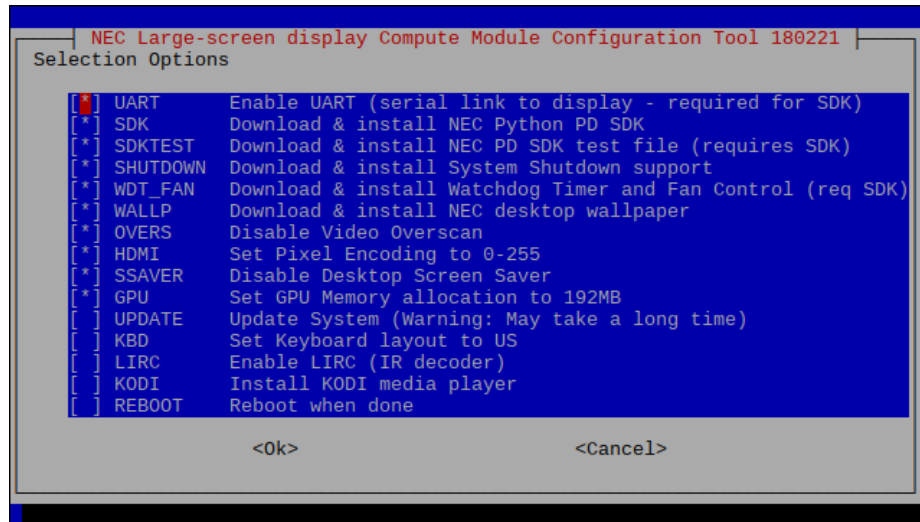 NEC Large-screen display Compute Module Configuration Tool 180221
Selection Options
[*] UART Enable UART (serial link to display - required for SDK)
[*] SDK Download & install NEC Python PD SDK
[*] SDKTEST Download & install NEC PD SDK test file (requires SDK)
[*] SHUTDOWN Download & install System Shutdown support
[*] WDT_FAN Download & install Watchdog Timer and Fan Control (req SDK)
[*] WALLP Download & install NEC desktop wallpaper
[*] OVERS Disable Video Overscan
[*] HDMI Set Pixel Encoding to 0-255
[*] SSAVER Disable Desktop Screen Saver
[*] GPU Set GPU Memory allocation to 192MB
[ ] UPDATE Update System (Warning: May take a long time)
[ ] KBD Set Keyboard layout to US
[ ] LIRC Enable LIRC (IR decoder)
[ ] KODI Install KODI media player
[ ] REBOOT Reboot when done
<Ok> <Cancel>